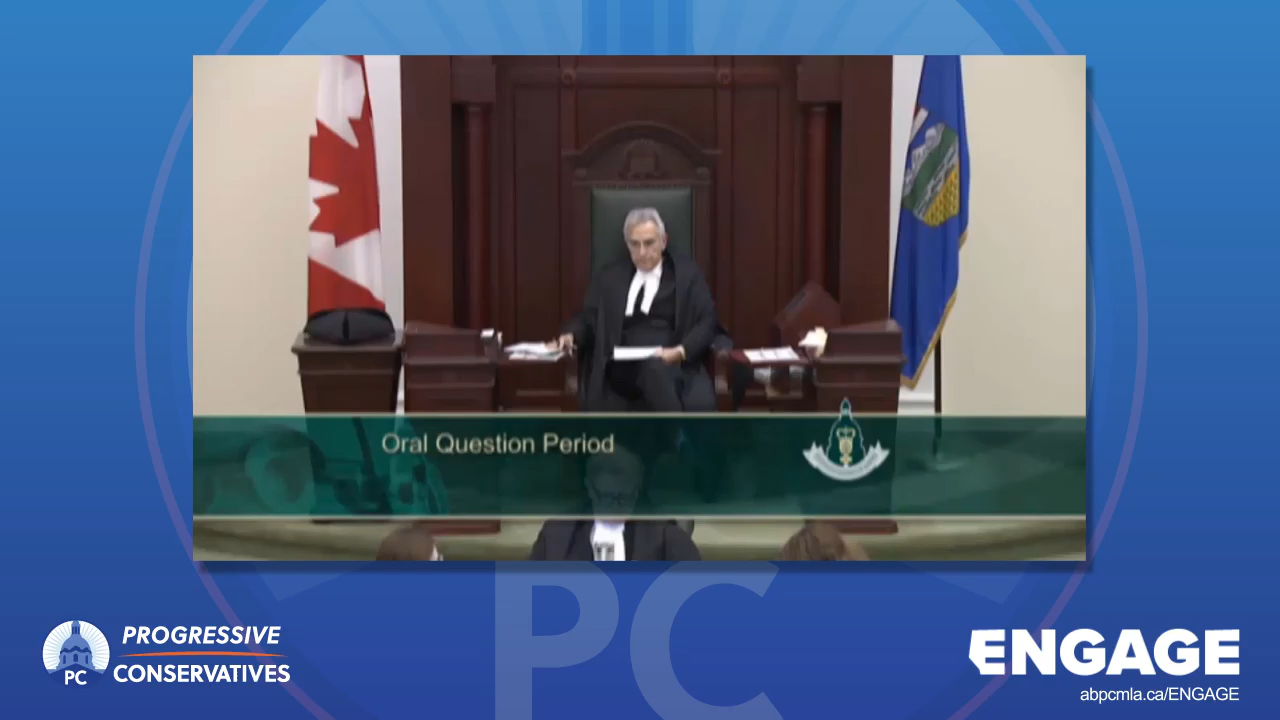 Oral Question Period
PC
PROGRESSIVE
CONSERVATIVES
PC
ENGAGE
abpcmla.ca/ENGAGE